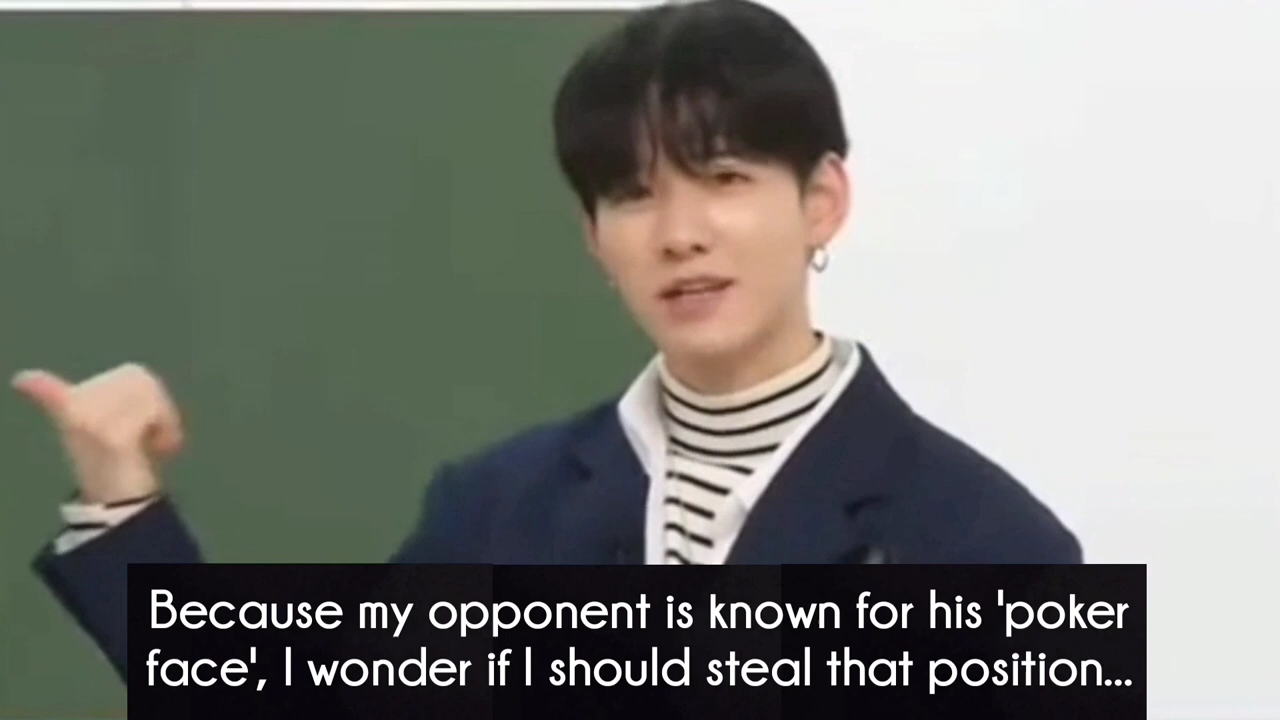 Because my opponent is known for his 'poker
face', I wonder if I should steal that position...